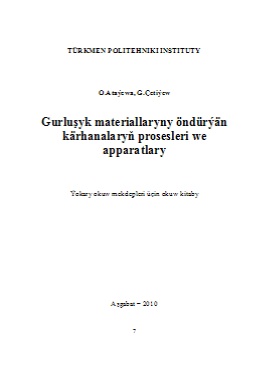 TÜRKMEN POLITEHNIKI INSTITUTY
O.Ataýewa, G.Çetiýew
Gurluşyk materiallaryny öndürýän
kärhanalaryň prosesleri we
apparatlary
Ýokary okuw mekdepleri üçin okuw kitaby
Aşgabat – 2010
7